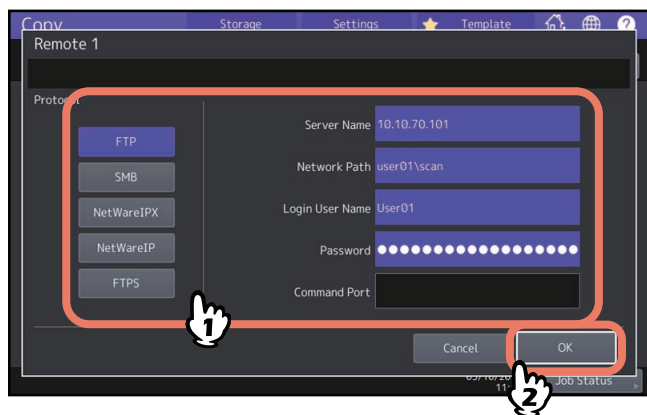 Copy Storage Settings Template ?
Remote 1
Protocol
FTP
SMB
NetWareIPX
NetWareIP
FTPS
Server Name 10.10.70.101
Network Path user01\scan
Login User Name User01
Password ●●●●●●●●●●●●●●●●●●
Command Port
1
Cancel OK
2
Job Status